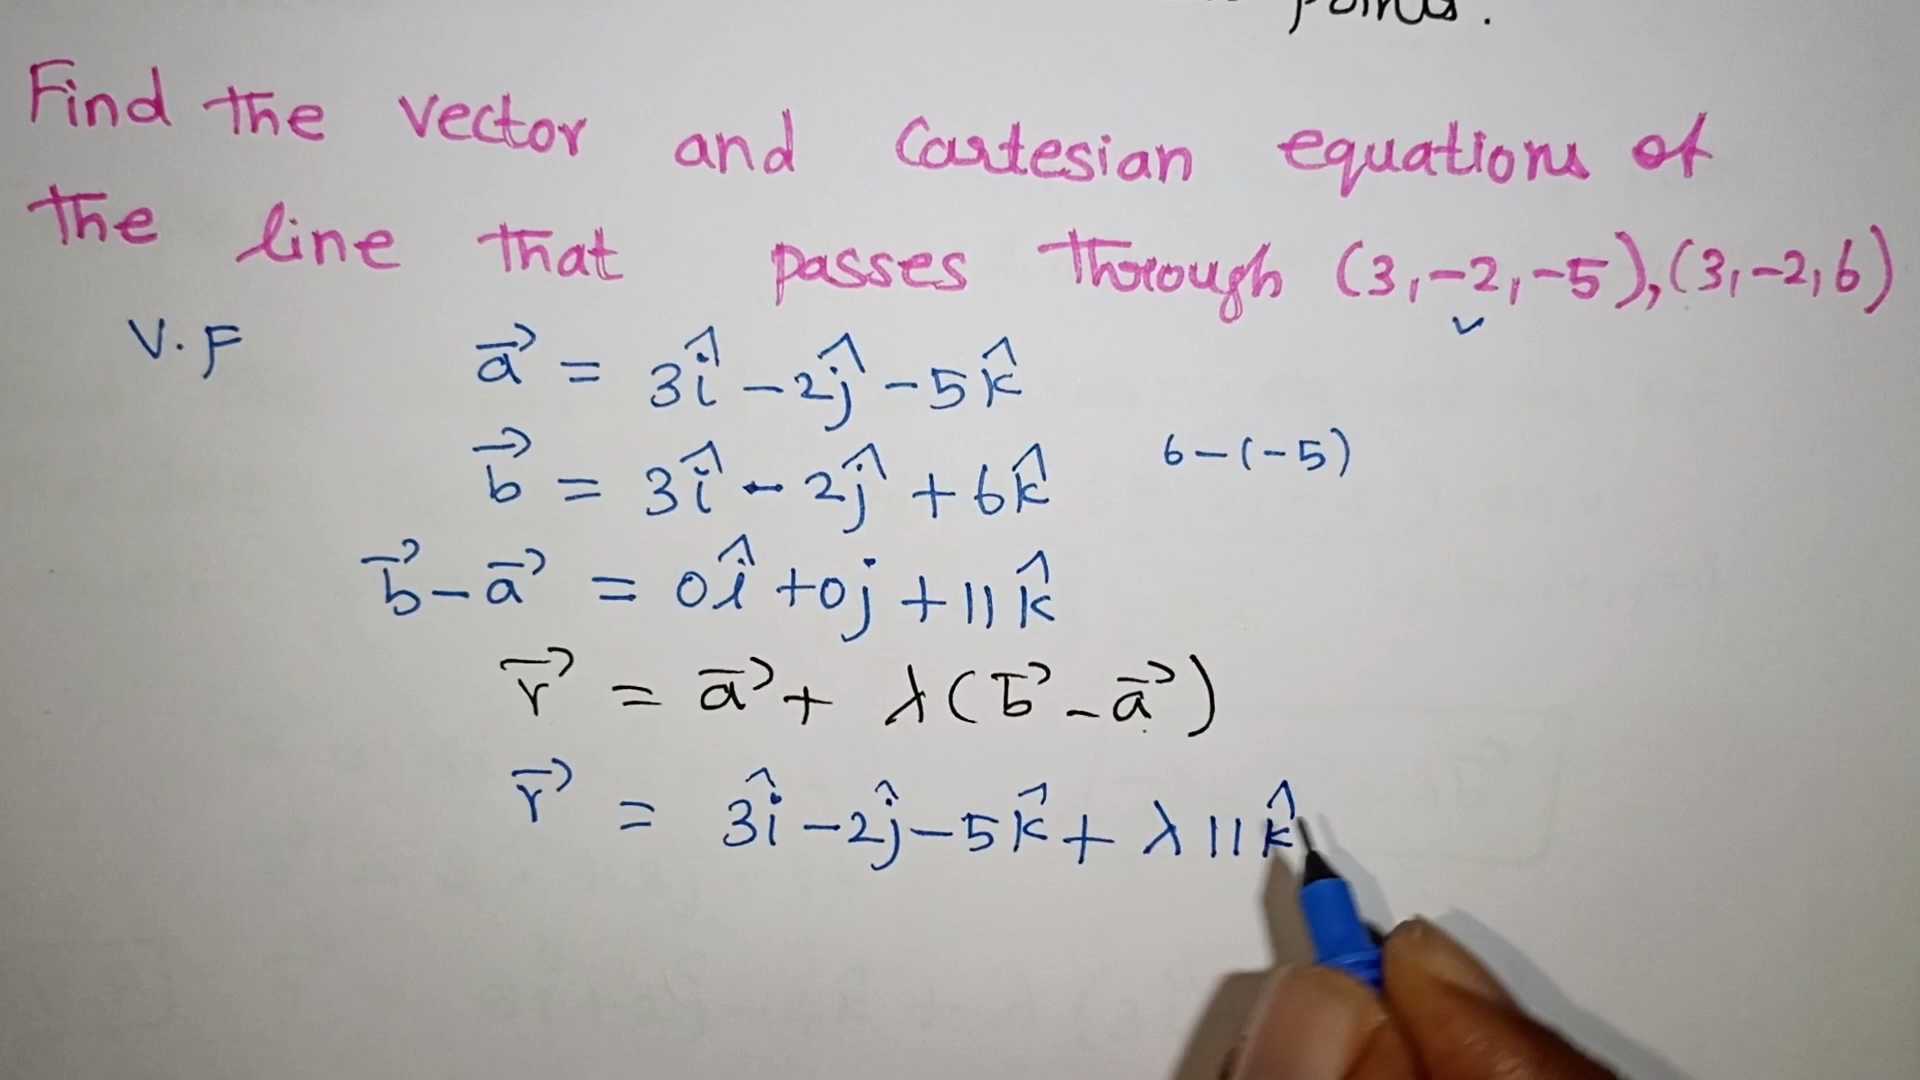 points.
Find the vector and Cartesian equations of
the line that passes through (3,-2,-5),(3,-2,6)
V.F
a⃗ = 3î - 2ĵ - 5k̂
b⃗ = 3î - 2ĵ + 6k̂ 6-(-5)
b⃗ - a⃗ = 0î + 0j + 11k̂
r⃗ = a⃗ + λ(b⃗ - a⃗)
r⃗ = 3î - 2ĵ - 5k̂ + λ 11k̂